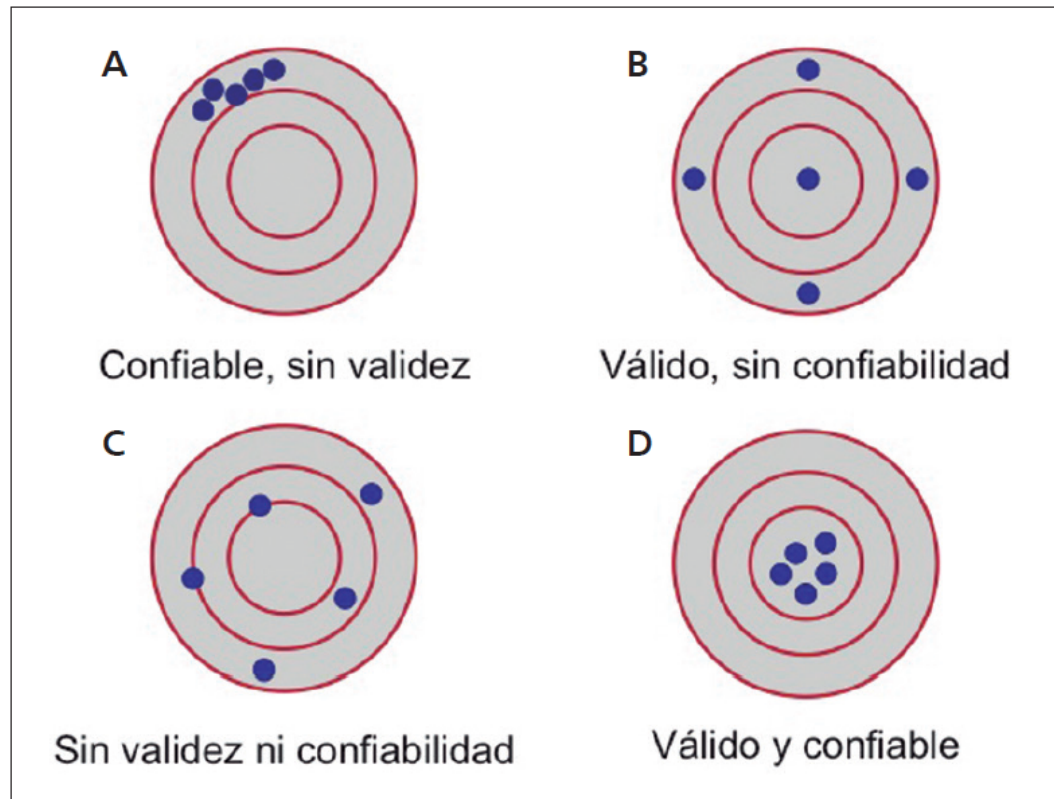 A
B
Confiable, sin validez
Válido, sin confiabilidad
C
D
Sin validez ni confiabilidad
Válido y confiable